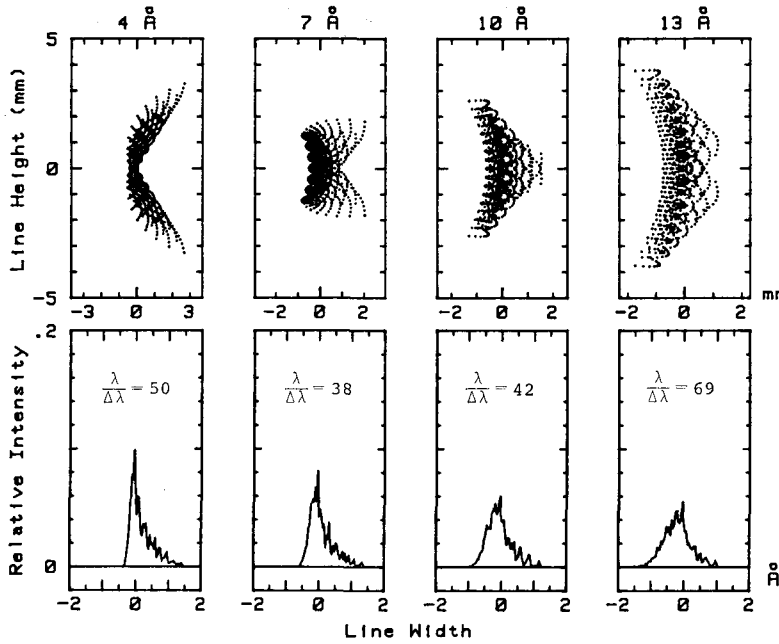 4 Å 7 Å 10 Å 13 Å
5
Line Height (mm)
0
-5
-3 0 3 -2 0 2 -2 0 2 -2 0 2 mm
.2
Relative Intensity
0
λ/Δλ = 50 λ/Δλ = 38 λ/Δλ = 42 λ/Δλ = 69
Å
-2 0 2 -2 0 2 -2 0 2 -2 0 2
Line Width